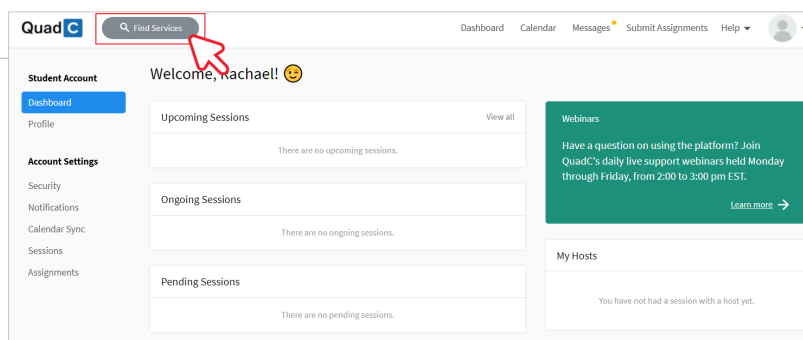 QuadC
Find Services
Dashboard Calendar Messages Submit Assignments Help
Student Account
Dashboard
Profile
Account Settings
Security
Notifications
Calendar Sync
Sessions
Assignments
Welcome, Rachael!
Upcoming Sessions View all
There are no upcoming sessions.
Ongoing Sessions
There are no ongoing sessions.
Pending Sessions
There are no pending sessions.
Webinars
Have a question on using the platform? Join
QuadC's daily live support webinars held Monday
through Friday, from 2:00 to 3:00 pm EST.
Learn more
My Hosts
You have not had a session with a host yet.